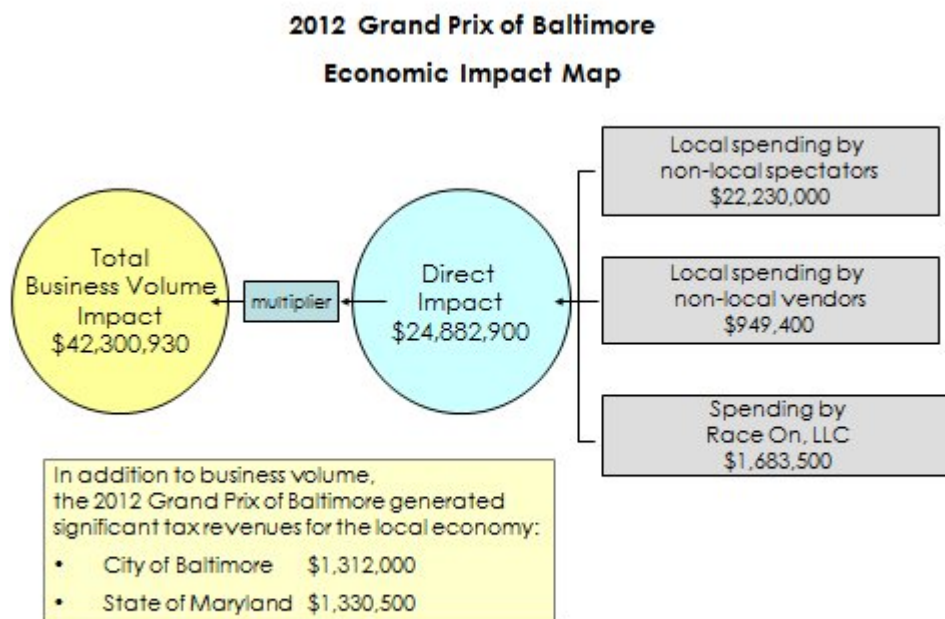 2012 Grand Prix of Baltimore
Economic Impact Map
Total
Business Volume
Impact
$42,300,930
multiplier
Direct
Impact
$24,882,900
Local spending by
non-local spectators
$22,230,000
Local spending by
non-local vendors
$949,400
Spending by
Race On, LLC
$1,683,500
In addition to business volume,
the 2012 Grand Prix of Baltimore generated
significant tax revenues for the local economy:
• City of Baltimore $1,312,000
• State of Maryland $1,330,500